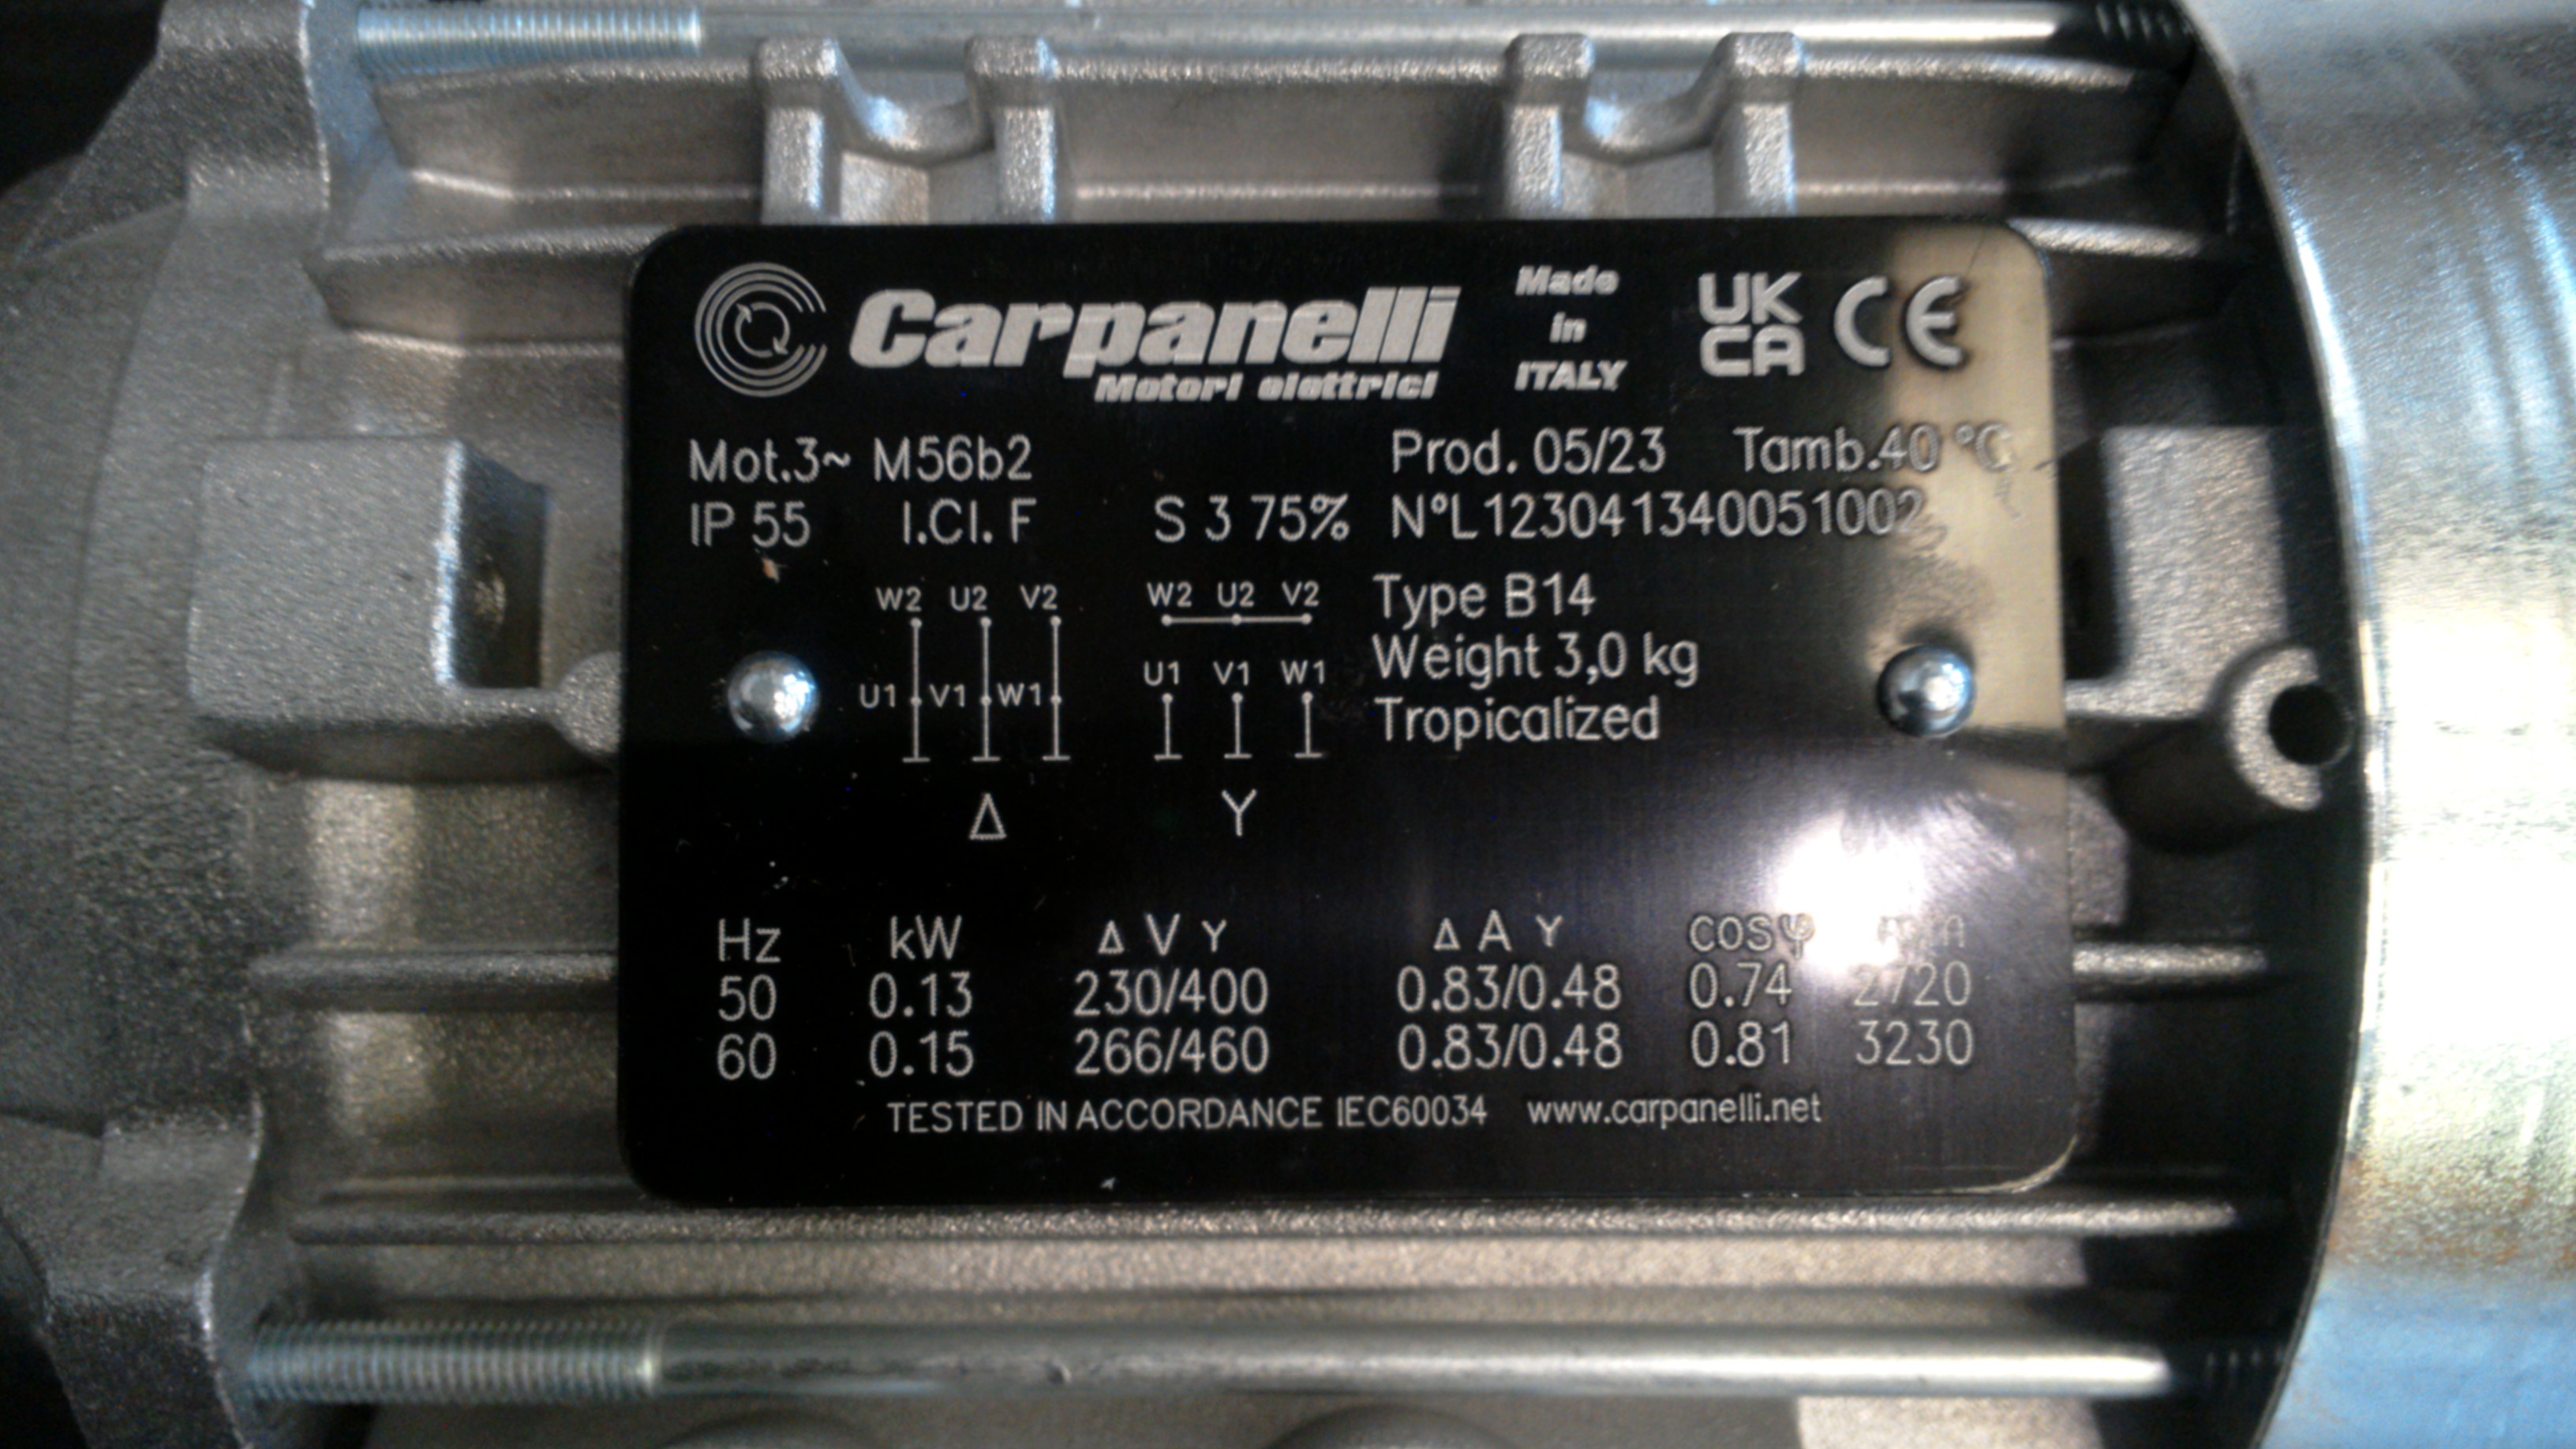 Carpanelli
Motori elettrici
Made
in
ITALY
UK
CA CE
Mot.3~ M56b2 Prod. 05/23 Tamb.40 °C
IP 55 I.Cl. F S 3 75% N°L123041340051002
W2 U2 V2 W2 U2 V2 Type B14
U1 V1 W1 U1 V1 W1 Weight 3,0 kg
Tropicalized
Δ Y
Hz kW Δ V Y Δ A Y cosφ
50 0.13 230/400 0.83/0.48 0.74 2720
60 0.15 266/460 0.83/0.48 0.81 3230
TESTED IN ACCORDANCE IEC60034 www.carpanelli.net